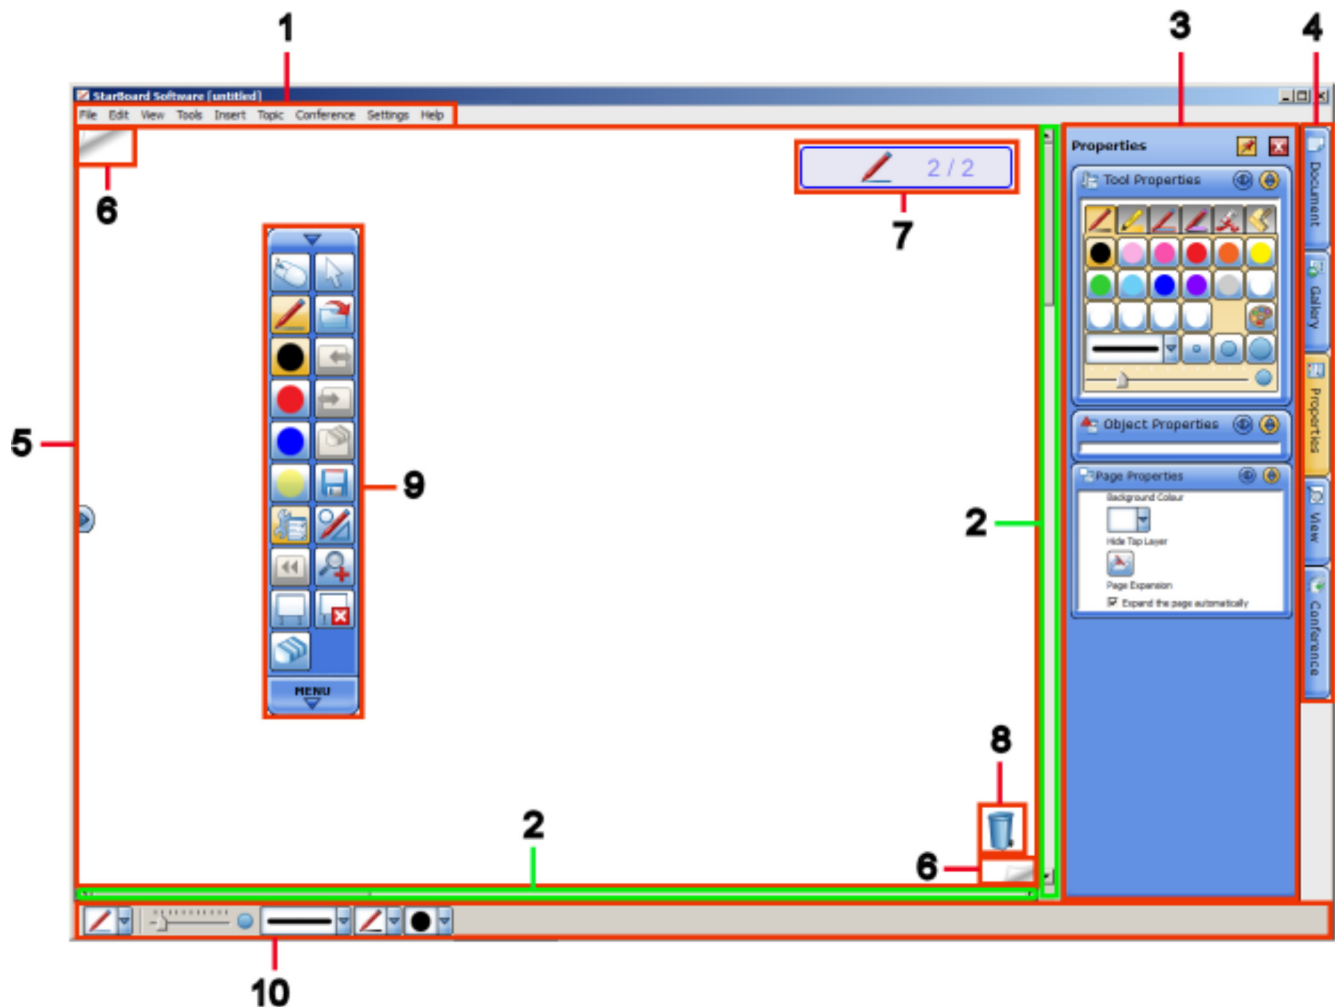 1
3
4
StarBoard Software [untitled]
File Edit View Tools Insert Topic Conference Settings Help
6
2 / 2
7
Properties
Tool Properties
Object Properties
Page Properties
Background Colour
Hide Top Layer
Page Expansion
Expand the page automatically
Document
Gallery
Properties
View
Conference
5
9
2
MENU
8
2
6
10